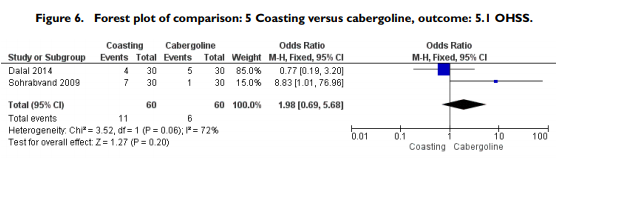 Figure 6. Forest plot of comparison: 5 Coasting versus cabergoline, outcome: 5.1 OHSS.
Coasting Cabergoline Odds Ratio Odds Ratio
Study or Subgroup Events Total Events Total Weight M-H, Fixed, 95% CI M-H, Fixed, 95% CI
Dalal 2014 4 30 5 30 85.0% 0.77 [0.19, 3.20]
Sohrabvand 2009 7 30 1 30 15.0% 8.83 [1.01, 76.96]
Total (95% CI) 60 60 100.0% 1.98 [0.69, 5.68]
Total events 11 6
Heterogeneity: Chi² = 3.52, df = 1 (P = 0.06); I² = 72%
Test for overall effect: Z = 1.27 (P = 0.20)
0.01 0.1 1 10 100
Coasting Cabergoline